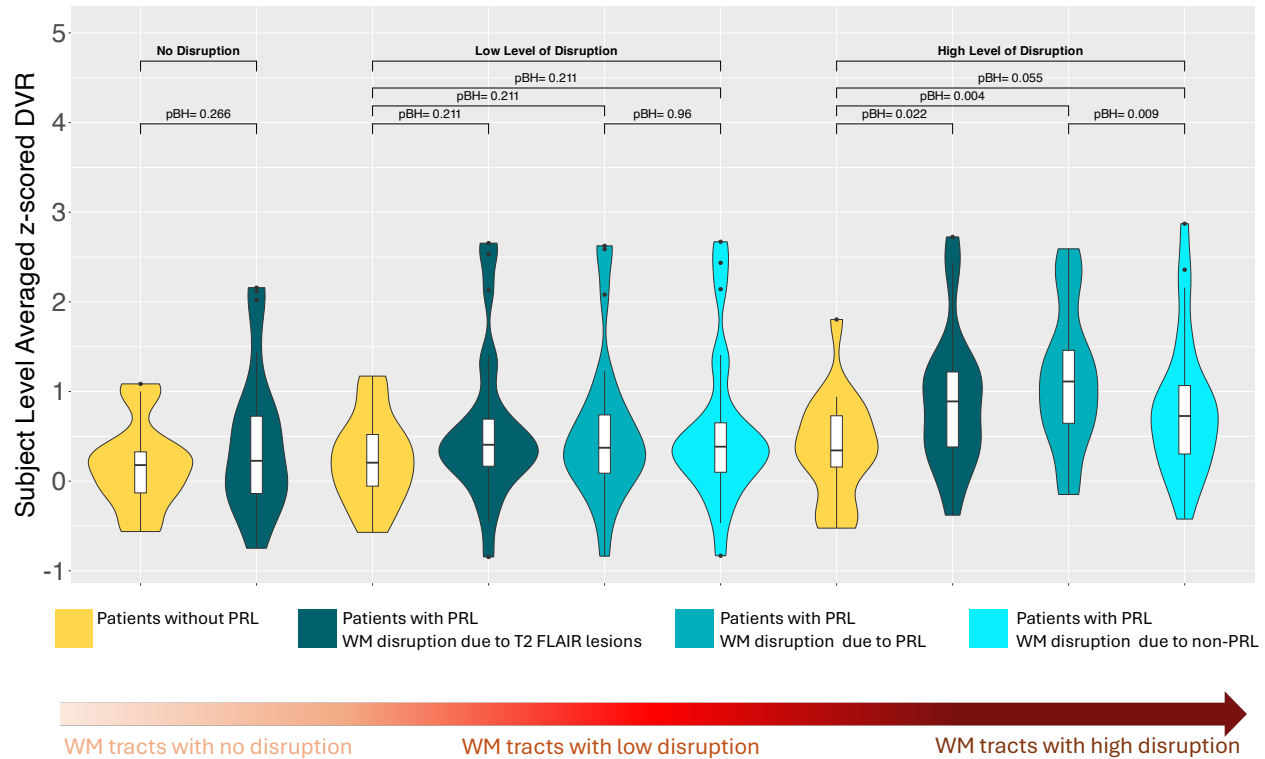 Subject Level Averaged z-scored DVR
5
4
3
2
1
0
-1
No Disruption
pBH= 0.266
Low Level of Disruption
pBH= 0.211
pBH= 0.211
pBH= 0.211
pBH= 0.96
High Level of Disruption
pBH= 0.055
pBH= 0.004
pBH= 0.022
pBH= 0.009
Patients without PRL
Patients with PRL
WM disruption due to T2 FLAIR lesions
Patients with PRL
WM disruption due to PRL
Patients with PRL
WM disruption due to non-PRL
WM tracts with no disruption
WM tracts with low disruption
WM tracts with high disruption